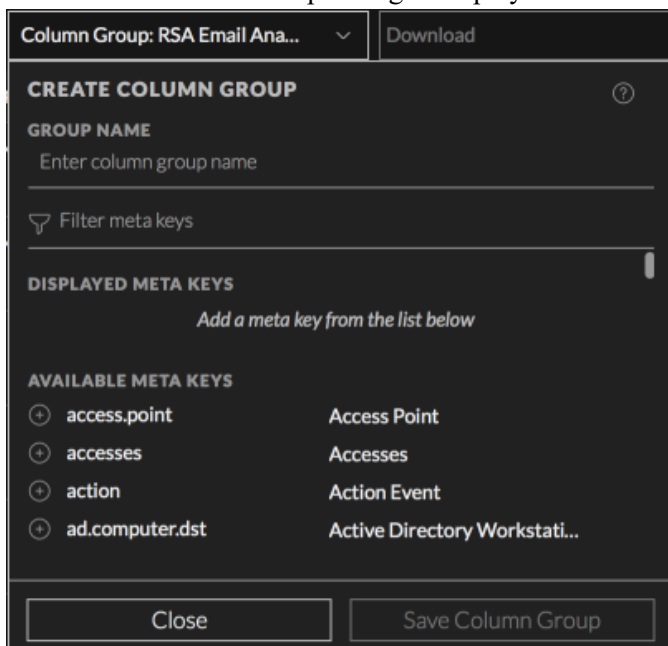 Column Group: RSA Email Ana... Download
CREATE COLUMN GROUP
GROUP NAME
Enter column group name
Filter meta keys
DISPLAYED META KEYS
Add a meta key from the list below
AVAILABLE META KEYS
access.point Access Point
accesses Accesses
action Action Event
ad.computer.dst Active Directory Workstati...
Close Save Column Group